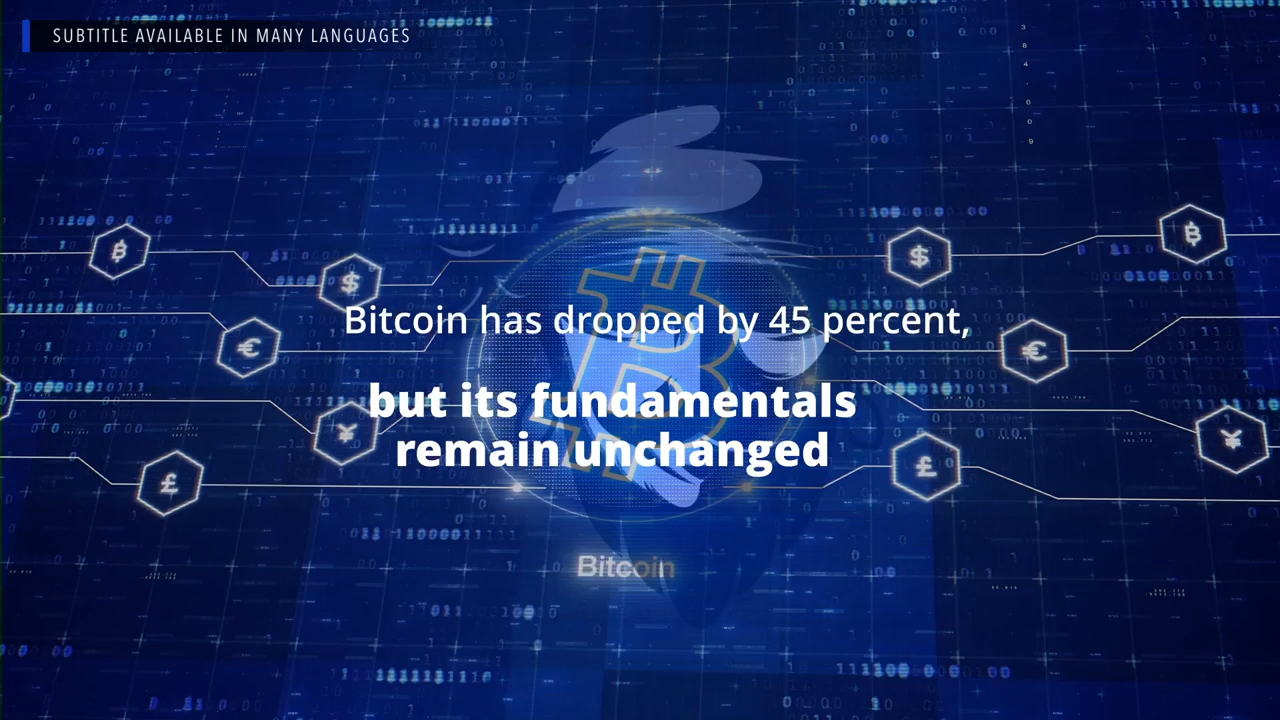 SUBTITLE AVAILABLE IN MANY LANGUAGES
Bitcoin has dropped by 45 percent,
but its fundamentals
remain unchanged
Bitcoin